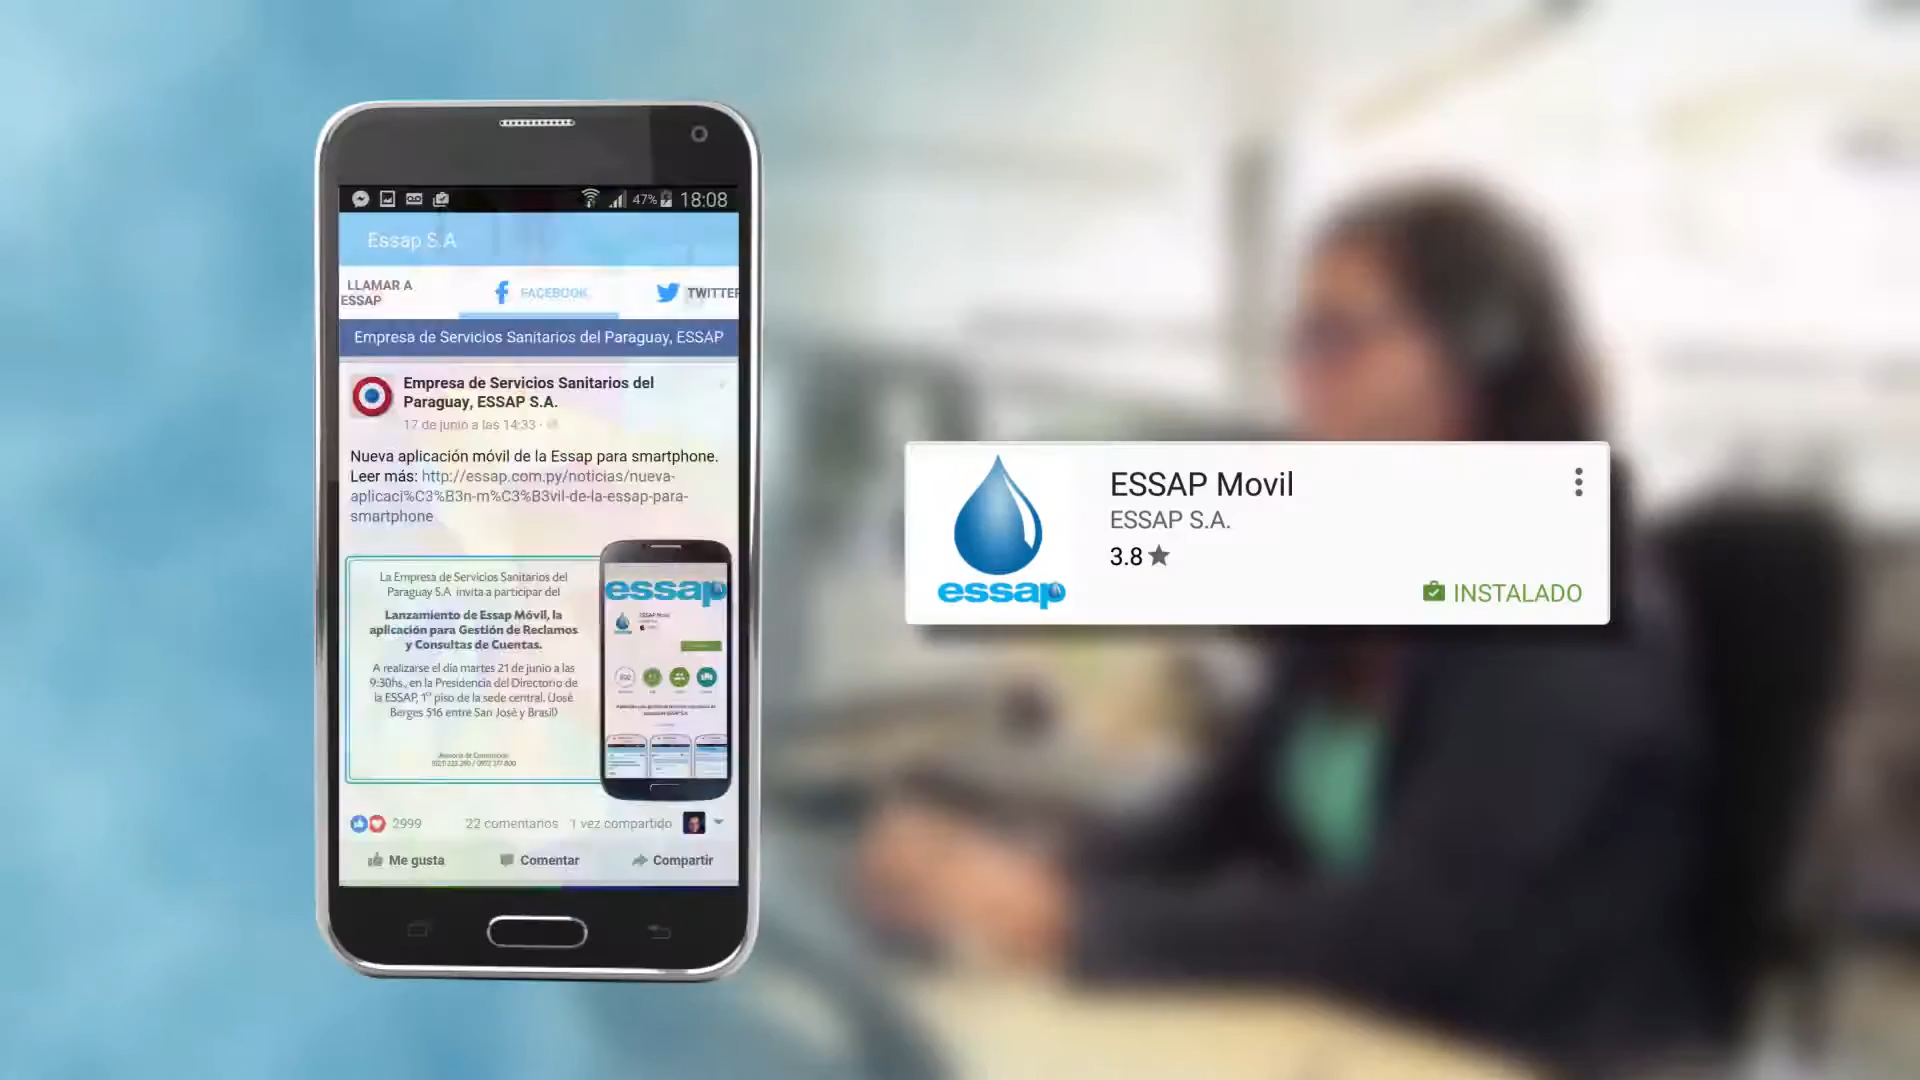 47% 18:08
Essap S.A
LLAMAR A
ESSAP
FACEBOOK
TWITTER
Empresa de Servicios Sanitarios del Paraguay, ESSAP
Empresa de Servicios Sanitarios del
Paraguay, ESSAP S.A.
17 de junio a las 14:33 ·
Nueva aplicación móvil de la Essap para smartphone.
Leer más: http://essap.com.py/noticias/nueva-
aplicaci%C3%B3n-m%C3%B3vil-de-la-essap-para-
smartphone
La Empresa de Servicios Sanitarios del
Paraguay S.A invita a participar del
Lanzamiento de Essap Móvil, la
aplicación para Gestión de Reclamos
y Consultas de Cuentas.
A realizarse el día martes 21 de junio a las
9:30hs., en la Presidencia del Directorio de
la ESSAP, 1º piso de la sede central. (José
Berges 516 entre San José y Brasil)
essap
ESSAP Movil
2999 22 comentarios 1 vez compartido
Me gusta Comentar Compartir
ESSAP Movil
ESSAP S.A.
3.8
INSTALADO
essap